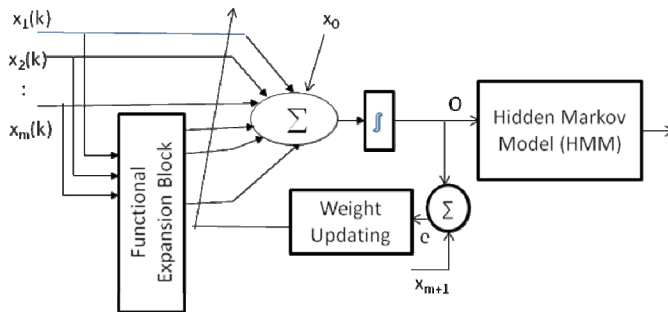 x₁(k)
x₂(k)
:
xₘ(k)
x₀
Σ
∫
O
Hidden Markov
Model (HMM)
Functional
Expansion Block
Weight
Updating
Σ
e
xₘ₊₁